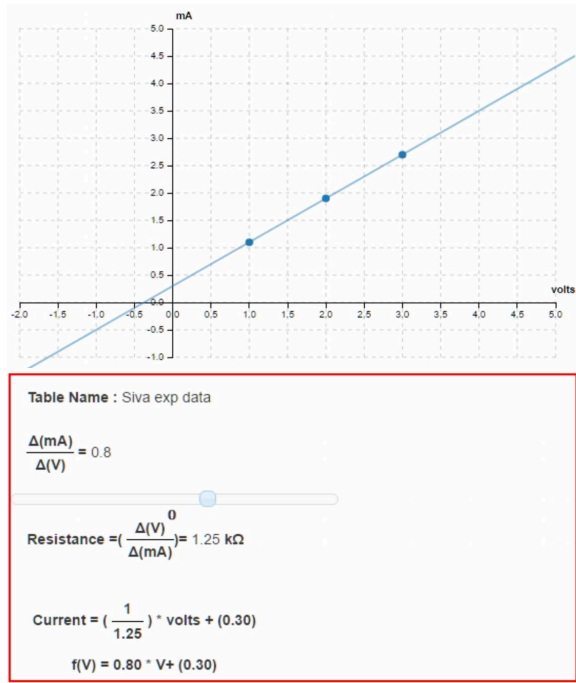 mA
5.0
4.5
4.0
3.5
3.0
2.5
2.0
1.5
1.0
0.5
0.0
-0.5
-1.0
volts
-2.0 -1.5 -1.0 -0.5 0.0 0.5 1.0 1.5 2.0 2.5 3.0 3.5 4.0 4.5 5.0
Table Name : Siva exp data
Δ(mA)
= 0.8
Δ(V)
0
Δ(V)
Resistance =( )= 1.25 kΩ
Δ(mA)
1
Current = ( ) * volts + (0.30)
1.25
f(V) = 0.80 * V+ (0.30)